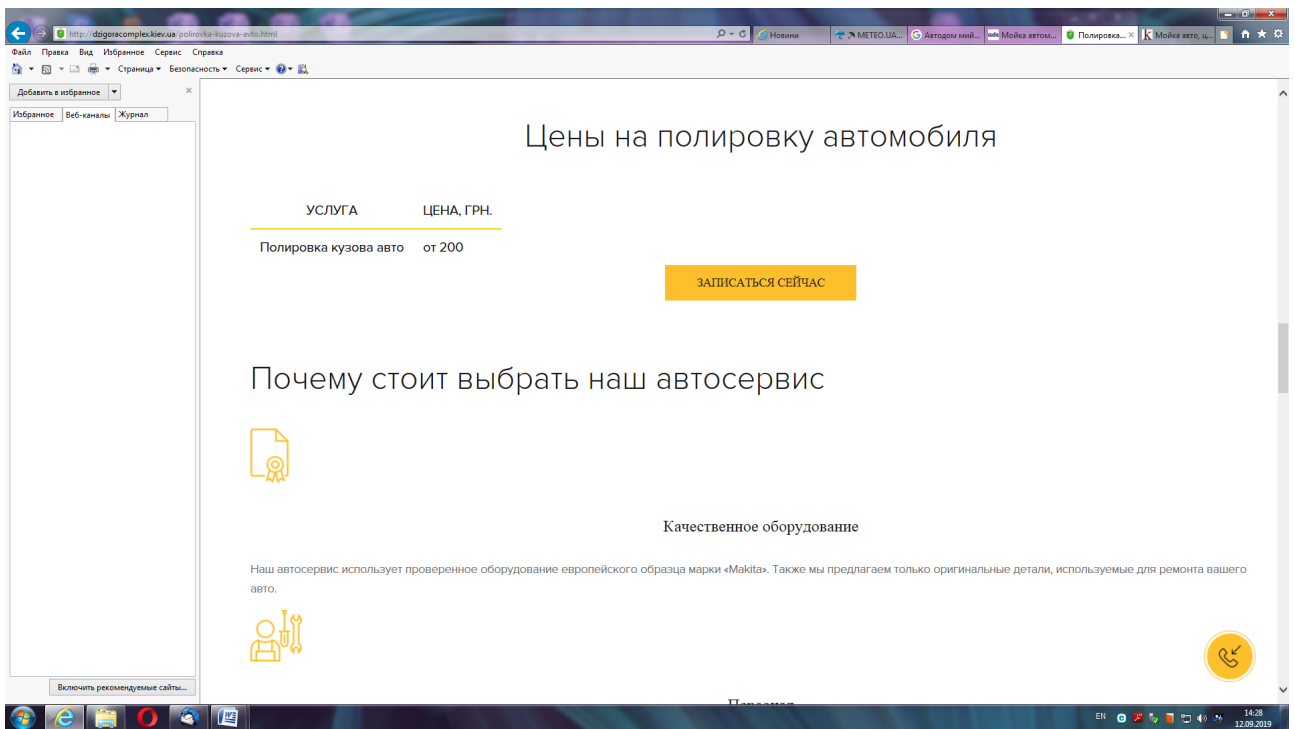 http://dzigoracomplex.kiev.ua/polirovka-kuzova-avto.html
Новини
METEO.UA...
Автодом мий...
Мойка автом...
Полировка...
Мойка авто, ц...
Файл Правка Вид Избранное Сервис Справка
Страница Безопасность Сервис
Добавить в избранное
Избранное Веб-каналы Журнал
Цены на полировку автомобиля
УСЛУГА ЦЕНА, ГРН.
Полировка кузова авто от 200
ЗАПИСАТЬСЯ СЕЙЧАС
Почему стоит выбрать наш автосервис
Качественное оборудование
Наш автосервис использует проверенное оборудование европейского образца марки «Makita». Также мы предлагаем только оригинальные детали, используемые для ремонта вашего
авто.
Включить рекомендуемые сайты...
EN
14:28
12.09.2019